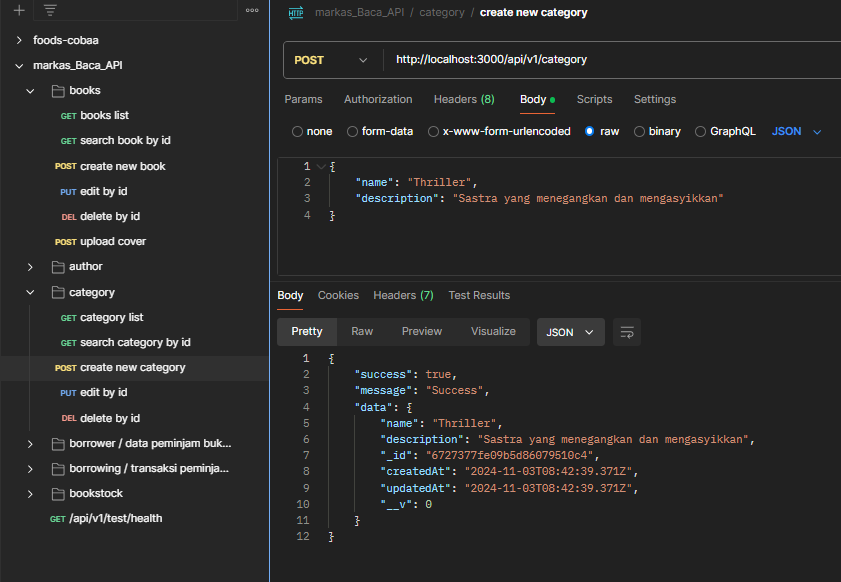 foods-cobaa
markas_Baca_API
books
GET books list
GET search book by id
POST create new book
PUT edit by id
DEL delete by id
POST upload cover
author
category
GET category list
GET search category by id
POST create new category
PUT edit by id
DEL delete by id
borrower / data peminjam buk...
borrowing / transaksi peminja...
bookstock
GET /api/v1/test/health
HTTP markas_Baca_API / category / create new category
POST http://localhost:3000/api/v1/category
Params Authorization Headers (8) Body Scripts Settings
none form-data x-www-form-urlencoded raw binary GraphQL JSON
1 {
2 "name": "Thriller",
3 "description": "Sastra yang menegangkan dan mengasyikkan"
4 }
Body Cookies Headers (7) Test Results
Pretty Raw Preview Visualize JSON
1 {
2 "success": true,
3 "message": "Success",
4 "data": {
5 "name": "Thriller",
6 "description": "Sastra yang menegangkan dan mengasyikkan",
7 "_id": "6727377fe09b5d86079510c4",
8 "createdAt": "2024-11-03T08:42:39.371Z",
9 "updatedAt": "2024-11-03T08:42:39.371Z",
10 "__v": 0
11 }
12 }